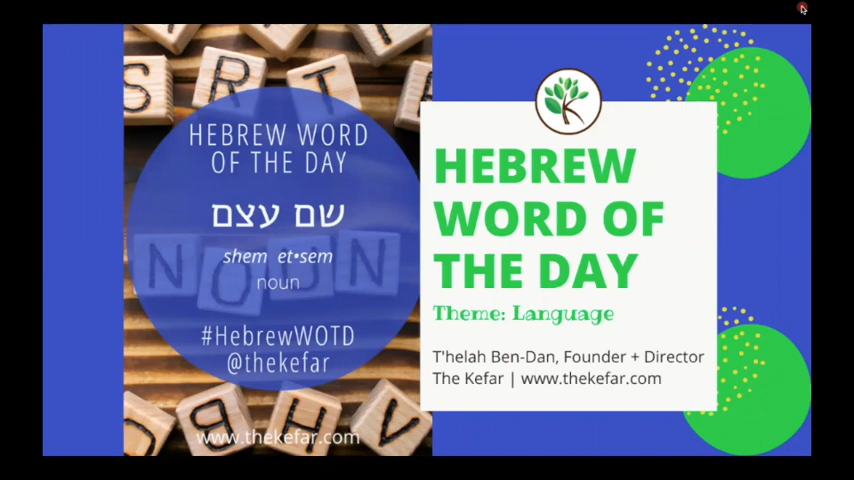 S R T E
HEBREW WORD
OF THE DAY
שם עצם
shem et•sem
noun
NOUN
#HebrewWOTD
@thekefar
D B H V
www.thekefar.com
K
HEBREW
WORD OF
THE DAY
Theme: Language
T'helah Ben-Dan, Founder + Director
The Kefar | www.thekefar.com